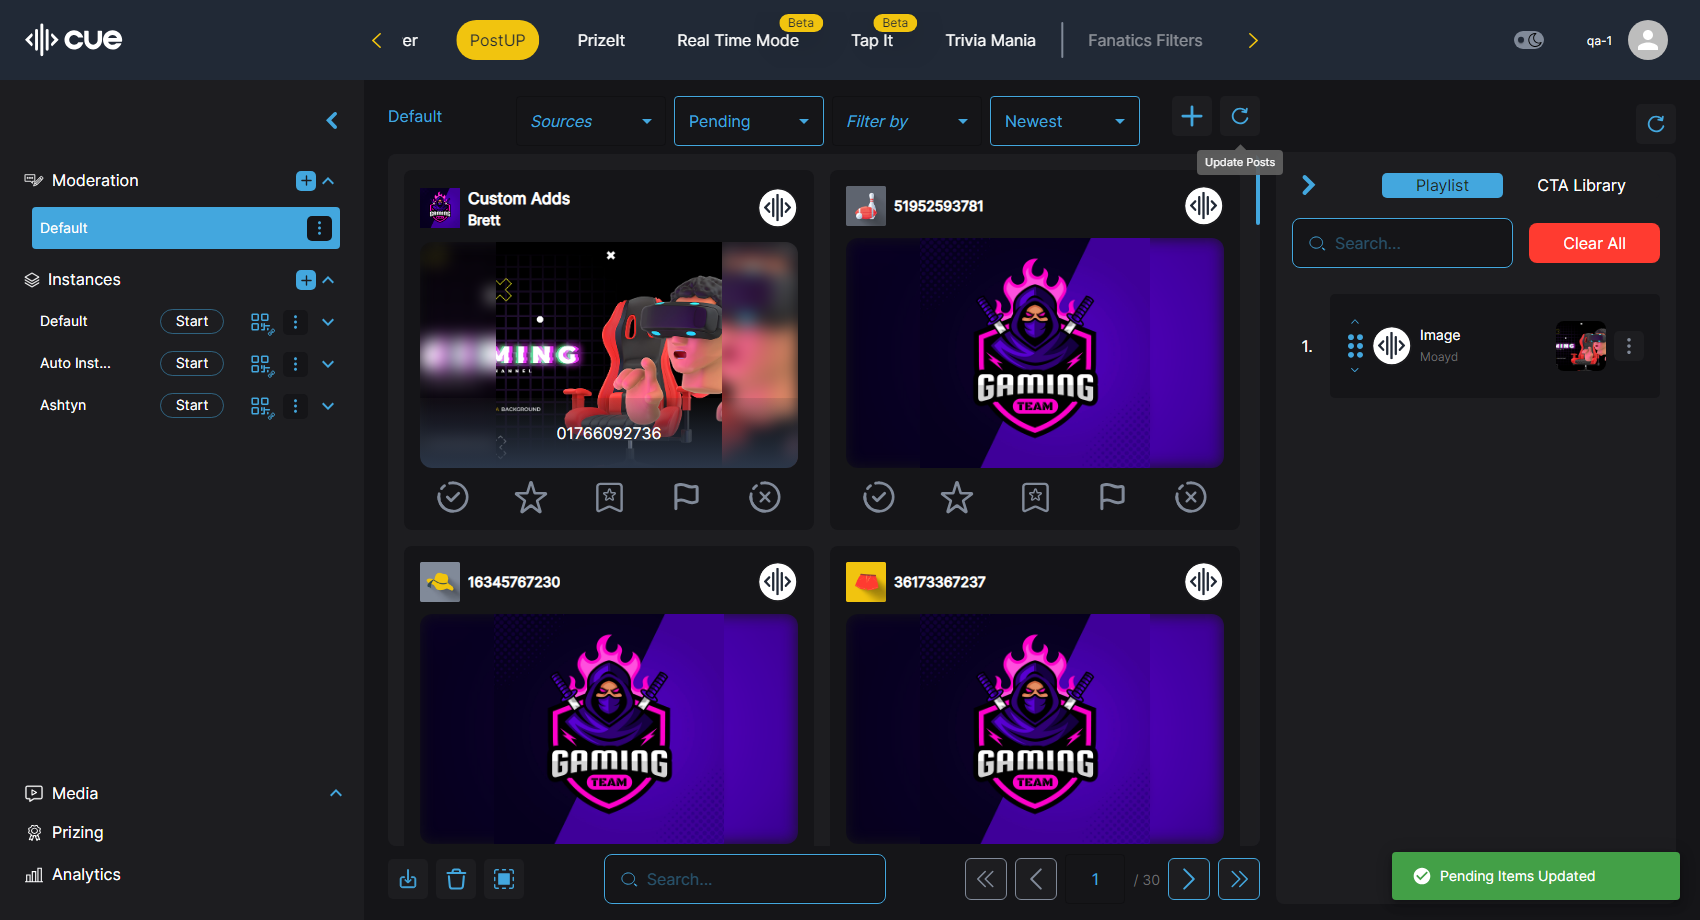 cue
er
PostUP
PrizeIt
Real Time Mode
Beta
Tap It
Beta
Trivia Mania
Fanatics Filters
qa-1
Moderation
Default
Instances
Default
Start
Auto Inst...
Start
Ashtyn
Start
Media
Prizing
Analytics
Default
Sources
Pending
Filter by
Newest
Update Posts
Custom Adds
Brett
MING
BACKGROUND
01766092736
51952593781
GAMING
TEAM
16345767230
GAMING
TEAM
36173367237
GAMING
TEAM
Search...
1
/ 30
Playlist
CTA Library
Search...
Clear All
1.
Image
Moayd
Pending Items Updated